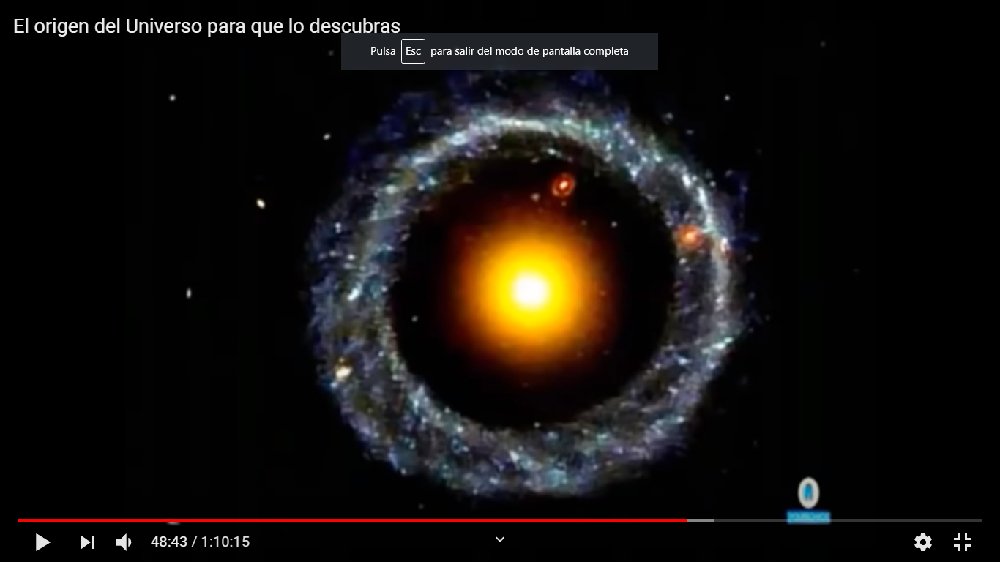 El origen del Universo para que lo descubras
Pulsa Esc para salir del modo de pantalla completa
48:43 / 1:10:15